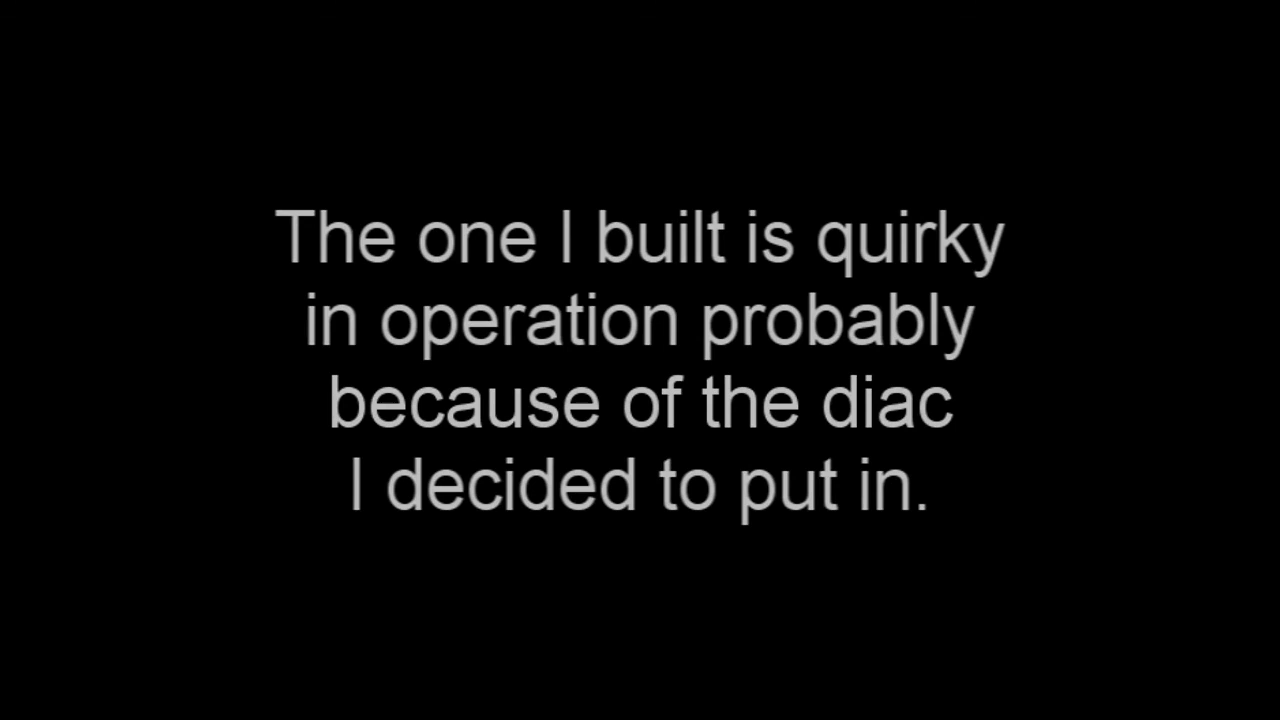 The one I built is quirky
in operation probably
because of the diac
I decided to put in.